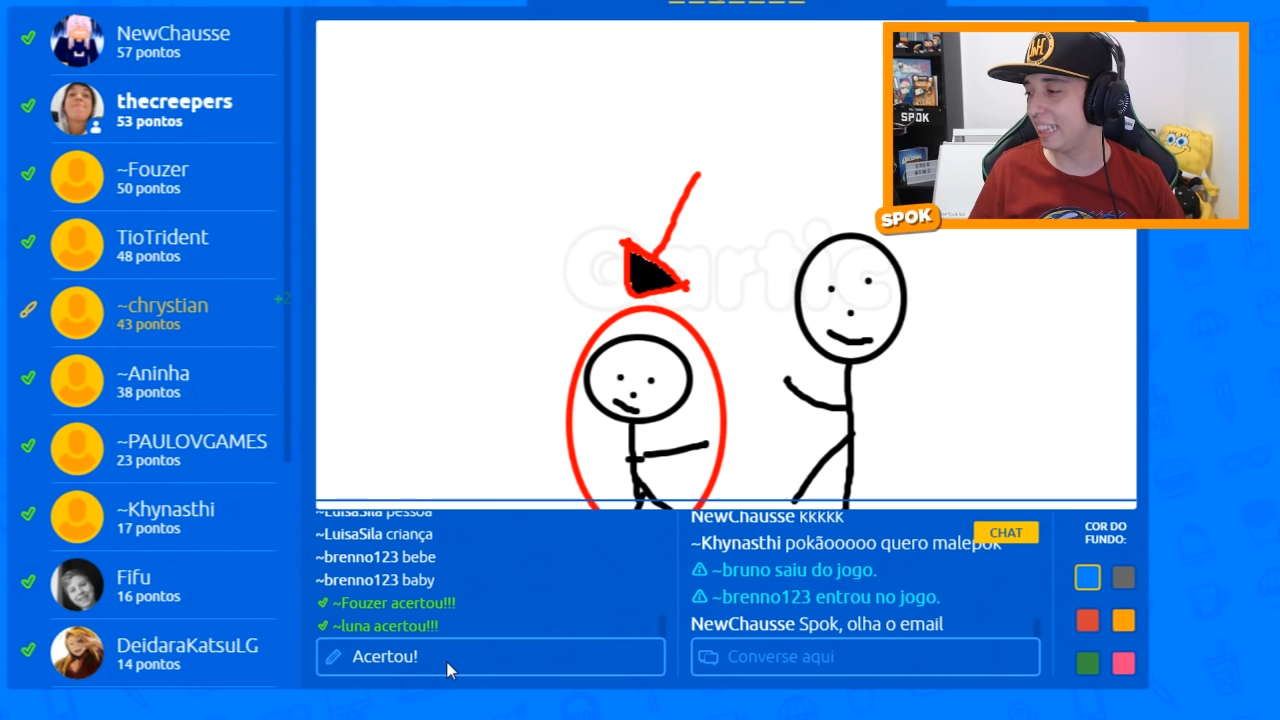 NewChausse
57 pontos
thecreepers
53 pontos
~Fouzer
50 pontos
TioTrident
48 pontos
~chrystian
43 pontos
+2
~Aninha
38 pontos
~PAULOVGAMES
23 pontos
~Khynasthi
17 pontos
Fifu
16 pontos
DeidaraKatsuLG
14 pontos
Gartic
SPOK
SPOK
~LuisaSila pessoa
~LuisaSila criança
~brenno123 bebe
~brenno123 baby
~Fouzer acertou!!!
~luna acertou!!!
Acertou!
NewChausse kkkkk
CHAT
~Khynasthi pokãooooo quero malepok
~bruno saiu do jogo.
~brenno123 entrou no jogo.
NewChausse Spok, olha o email
Converse aqui
COR DO
FUNDO: